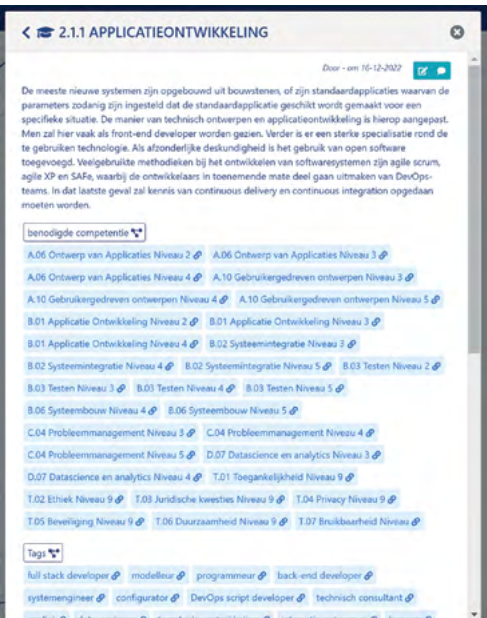 2.1.1 APPLICATIEONTWIKKELING
Door - om 16-12-2022
De meeste nieuwe systemen zijn opgebouwd uit bouwstenen, of zijn standaardapplicaties waarvan de
parameters zodanig zijn ingesteld dat de standaardapplicatie geschikt wordt gemaakt voor een
specifieke situatie. De manier van technisch ontwerpen en applicatieontwikkeling is hierop aangepast.
Men zal hier vaak als front-end developer worden gezien. Verder is er een sterke specialisatie rond de
te gebruiken technologie. Als afzonderlijke deskundigheid is het gebruik van open software
toegevoegd. Veelgebruikte methodieken bij het ontwikkelen van softwaresystemen zijn agile scrum,
agile XP en SAFe, waarbij de ontwikkelaars in toenemende mate deel gaan uitmaken van DevOps-
teams. In dat laatste geval zal kennis van continuous delivery en continuous integration opgedaan
moeten worden.
benodigde competentie
A.06 Ontwerp van Applicaties Niveau 2 A.06 Ontwerp van Applicaties Niveau 3
A.06 Ontwerp van Applicaties Niveau 4 A.10 Gebruikergedreven ontwerpen Niveau 3
A.10 Gebruikergedreven ontwerpen Niveau 4 A.10 Gebruikergedreven ontwerpen Niveau 5
B.01 Applicatie Ontwikkeling Niveau 2 B.01 Applicatie Ontwikkeling Niveau 3
B.01 Applicatie Ontwikkeling Niveau 4 B.02 Systeemintegratie Niveau 3
B.02 Systeemintegratie Niveau 4 B.02 Systeemintegratie Niveau 5 B.03 Testen Niveau 2
B.03 Testen Niveau 3 B.03 Testen Niveau 4 B.03 Testen Niveau 5
B.06 Systeembouw Niveau 4 B.06 Systeembouw Niveau 5
C.04 Probleemmanagement Niveau 3 C.04 Probleemmanagement Niveau 4
C.04 Probleemmanagement Niveau 5 D.07 Datascience en analytics Niveau 3
D.07 Datascience en analytics Niveau 4 T.01 Toegankelijkheid Niveau 9
T.02 Ethiek Niveau 9 T.03 Juridische kwesties Niveau 9 T.04 Privacy Niveau 9
T.05 Beveiliging Niveau 9 T.06 Duurzaamheid Niveau 9 T.07 Bruikbaarheid Niveau
Tags
full stack developer modelleur programmeur back-end developer
systemengineer configurator DevOps script developer technisch consultant